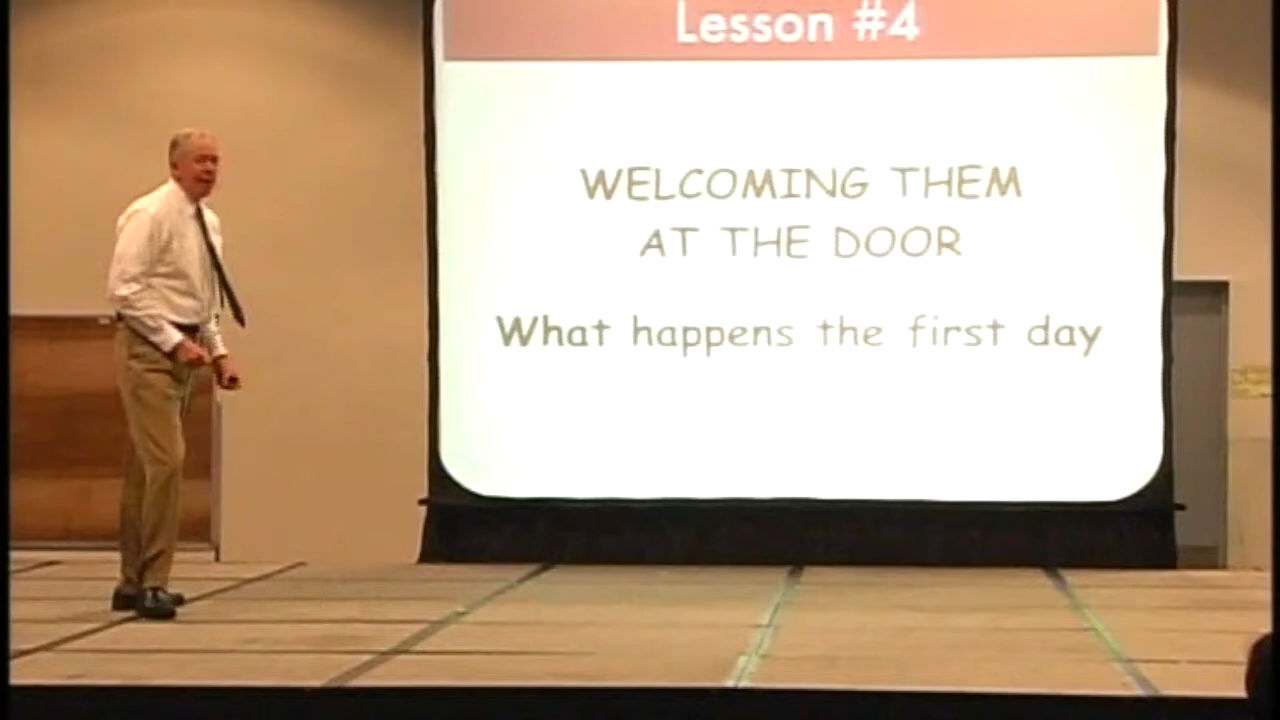 Lesson #4
WELCOMING THEM
AT THE DOOR
What happens the first day